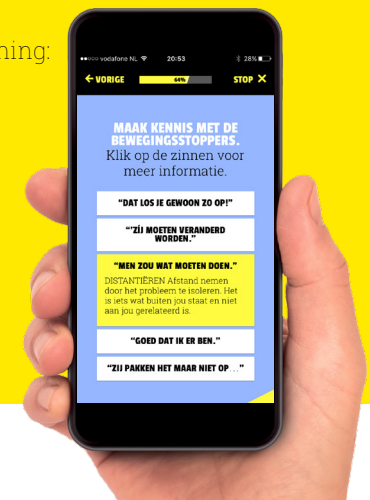 ning:
vodafone NL 20:53 28%
VORIGE 64% STOP X
MAAK KENNIS MET DE
BEWEGINGSSTOPPERS.
Klik op de zinnen voor
meer informatie.
“DAT LOS JE GEWOON ZO OP!”
“’ZÍJ MOETEN VERANDERD
WORDEN.”
“MEN ZOU WAT MOETEN DOEN.”
DISTANTIËREN Afstand nemen
door het probleem te isoleren. Het
is iets wat buiten jou staat en niet
aan jou gerelateerd is.
“GOED DAT IK ER BEN.”
“ZIJ PAKKEN HET MAAR NIET OP...”